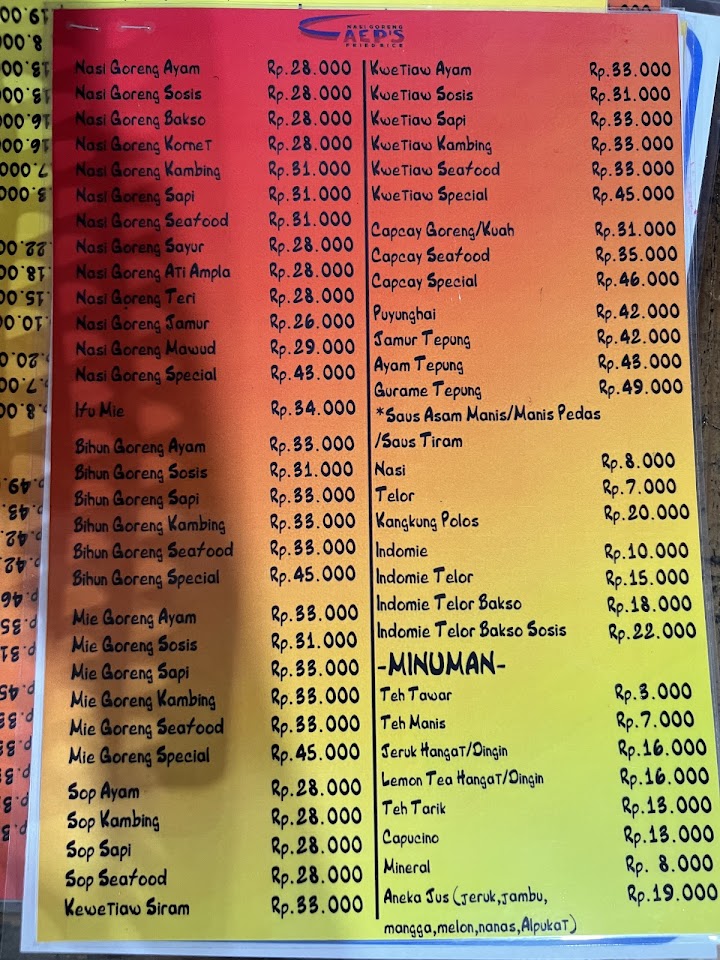 NASI GORENG
AEP'S
FRIED RICE
Nasi Goreng Ayam Rp.28.000
Nasi Goreng Sosis Rp.28.000
Nasi Goreng Bakso Rp.28.000
Nasi Goreng Kornet Rp.28.000
Nasi Goreng Kambing Rp.31.000
Nasi Goreng Sapi Rp.31.000
Nasi Goreng Seafood Rp.31.000
Nasi Goreng Sayur Rp.28.000
Nasi Goreng Ati Ampla Rp.28.000
Nasi Goreng Teri Rp.28.000
Nasi Goreng Jamur Rp.26.000
Nasi Goreng Mawud Rp.29.000
Nasi Goreng Special Rp.43.000
Ifu Mie Rp.34.000
Bihun Goreng Ayam Rp.33.000
Bihun Goreng Sosis Rp.31.000
Bihun Goreng Sapi Rp.33.000
Bihun Goreng Kambing Rp.33.000
Bihun Goreng Seafood Rp.33.000
Bihun Goreng Special Rp.45.000
Mie Goreng Ayam Rp.33.000
Mie Goreng Sosis Rp.31.000
Mie Goreng Sapi Rp.33.000
Mie Goreng Kambing Rp.33.000
Mie Goreng Seafood Rp.33.000
Mie Goreng Special Rp.45.000
Sop Ayam Rp.28.000
Sop Kambing Rp.28.000
Sop Sapi Rp.28.000
Sop Seafood Rp.28.000
Kewetiaw Siram Rp.33.000
Kwetiaw Ayam Rp.33.000
Kwetiaw Sosis Rp.31.000
Kwetiaw Sapi Rp.33.000
Kwetiaw Kambing Rp.33.000
Kwetiaw Seafood Rp.33.000
Kwetiaw Special Rp.45.000
Capcay Goreng/Kuah Rp.31.000
Capcay Seafood Rp.35.000
Capcay Special Rp.46.000
Puyunghai Rp.42.000
Jamur Tepung Rp.42.000
Ayam Tepung Rp.43.000
Gurame Tepung Rp.49.000
*Saus Asam Manis/Manis Pedas
/Saus Tiram
Nasi Rp.8.000
Telor Rp.7.000
Kangkung Polos Rp.20.000
Indomie Rp.10.000
Indomie Telor Rp.15.000
Indomie Telor Bakso Rp.18.000
Indomie Telor Bakso Sosis Rp.22.000
-MINUMAN-
Teh Tawar Rp.3.000
Teh Manis Rp.7.000
Jeruk Hangat/Dingin Rp.16.000
Lemon Tea Hangat/Dingin Rp.16.000
Teh Tarik Rp.13.000
Capucino Rp.13.000
Mineral Rp. 8.000
Aneka Jus (jeruk,jambu, Rp.19.000
mangga,melon,nanas,Alpukat)